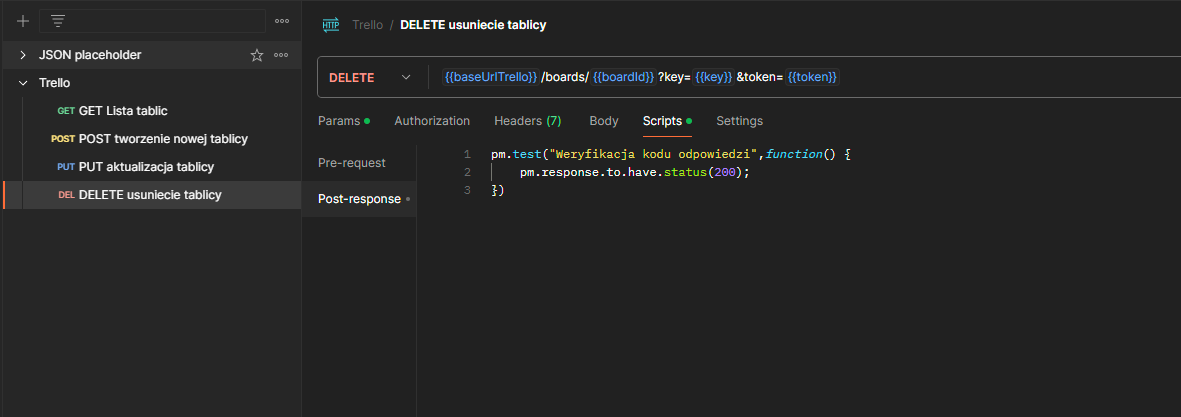 JSON placeholder
Trello
GET GET Lista tablic
POST POST tworzenie nowej tablicy
PUT PUT aktualizacja tablicy
DEL DELETE usuniecie tablicy
HTTP Trello / DELETE usuniecie tablicy
DELETE {{baseUrlTrello}} /boards/ {{boardId}} ?key= {{key}} &token= {{token}}
Params Authorization Headers (7) Body Scripts Settings
Pre-request
Post-response
1 pm.test("Weryfikacja kodu odpowiedzi",function() {
2 pm.response.to.have.status(200);
3 })